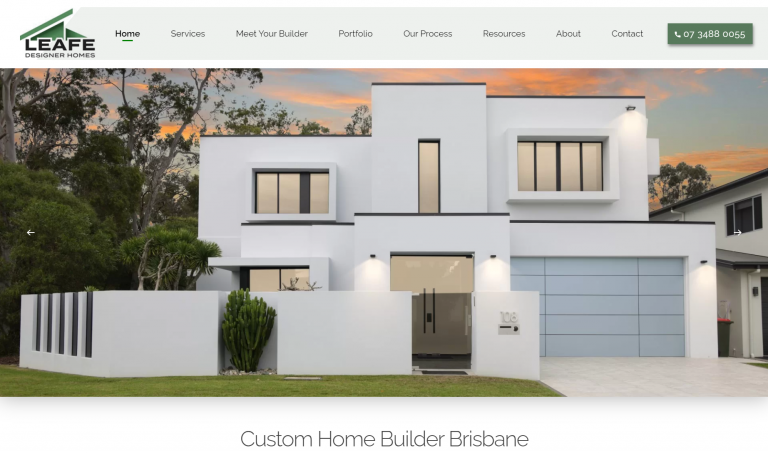 LEAFE
DESIGNER HOMES
Home
Services
Meet Your Builder
Portfolio
Our Process
Resources
About
Contact
07 3488 0055
108
Custom Home Builder Brisbane